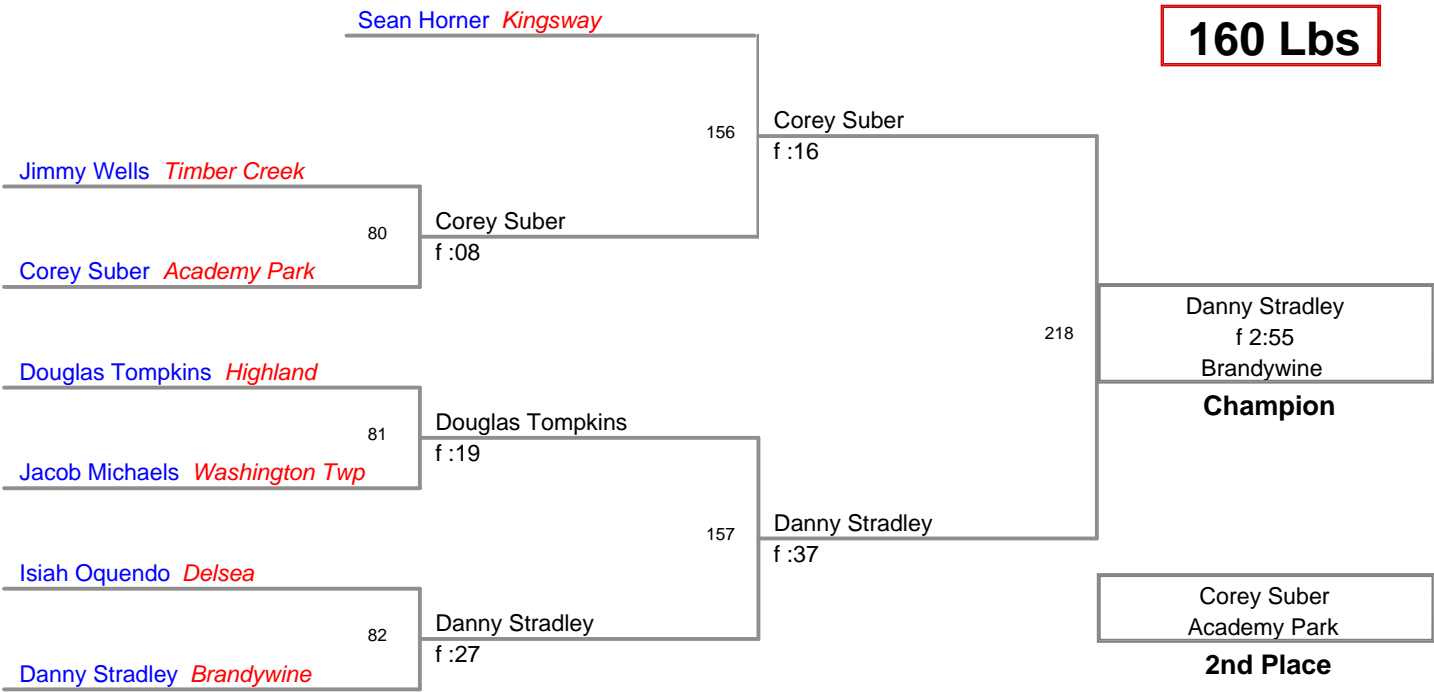 Sean Horner Kingsway
160 Lbs
156
Corey Suber
f :16
Jimmy Wells Timber Creek
80
Corey Suber
f :08
Corey Suber Academy Park
218
Danny Stradley
f 2:55
Brandywine
Champion
Douglas Tompkins Highland
81
Douglas Tompkins
f :19
Jacob Michaels Washington Twp
157
Danny Stradley
f :37
Isiah Oquendo Delsea
82
Danny Stradley
f :27
Danny Stradley Brandywine
Corey Suber
Academy Park
2nd Place